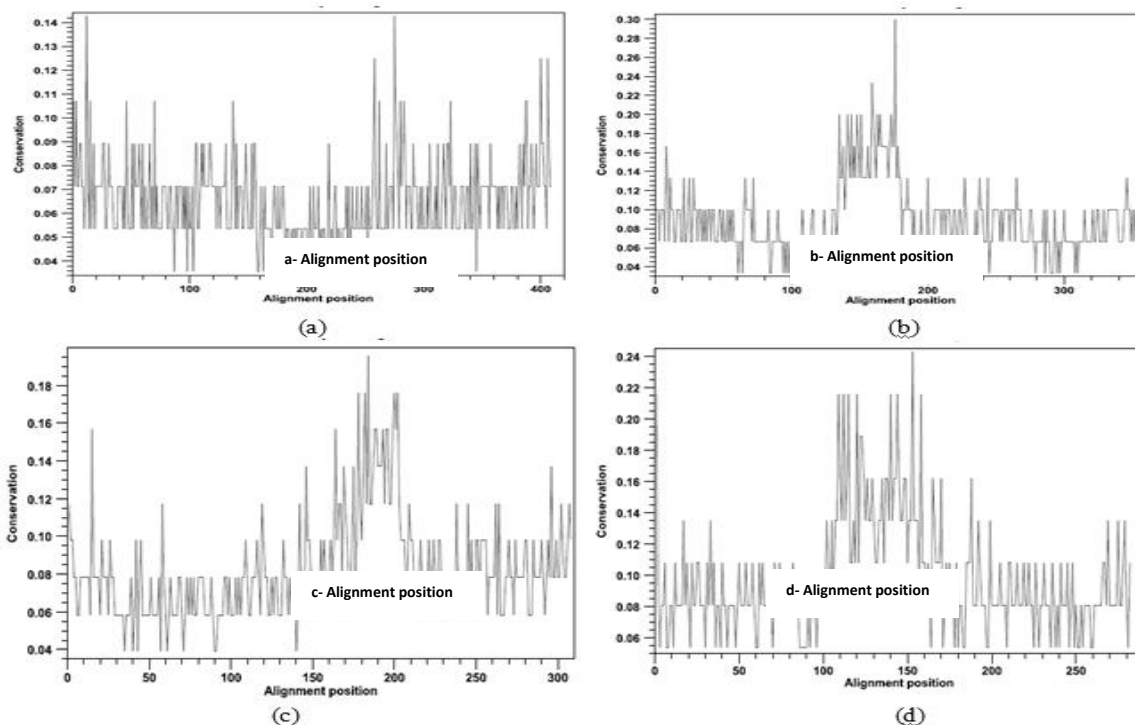 0.14
0.13
0.12
0.11
0.10
0.09
0.08
0.07
0.06
0.05
0.04
Conservation
a- Alignment position
0 100 200 300 400
Alignment position
(a)
0.30
0.28
0.26
0.24
0.22
0.20
0.18
0.16
0.14
0.12
0.10
0.08
0.06
0.04
Conservation
b- Alignment position
0 100 200 300
Alignment position
(b)
0.18
0.16
0.14
0.12
0.10
0.08
0.06
0.04
Conservation
c- Alignment position
0 50 100 150 200 250 300
Alignment position
(c)
0.24
0.22
0.20
0.18
0.16
0.14
0.12
0.10
0.08
0.06
Conservation
d- Alignment position
0 50 100 150 200 250
Alignment position
(d)